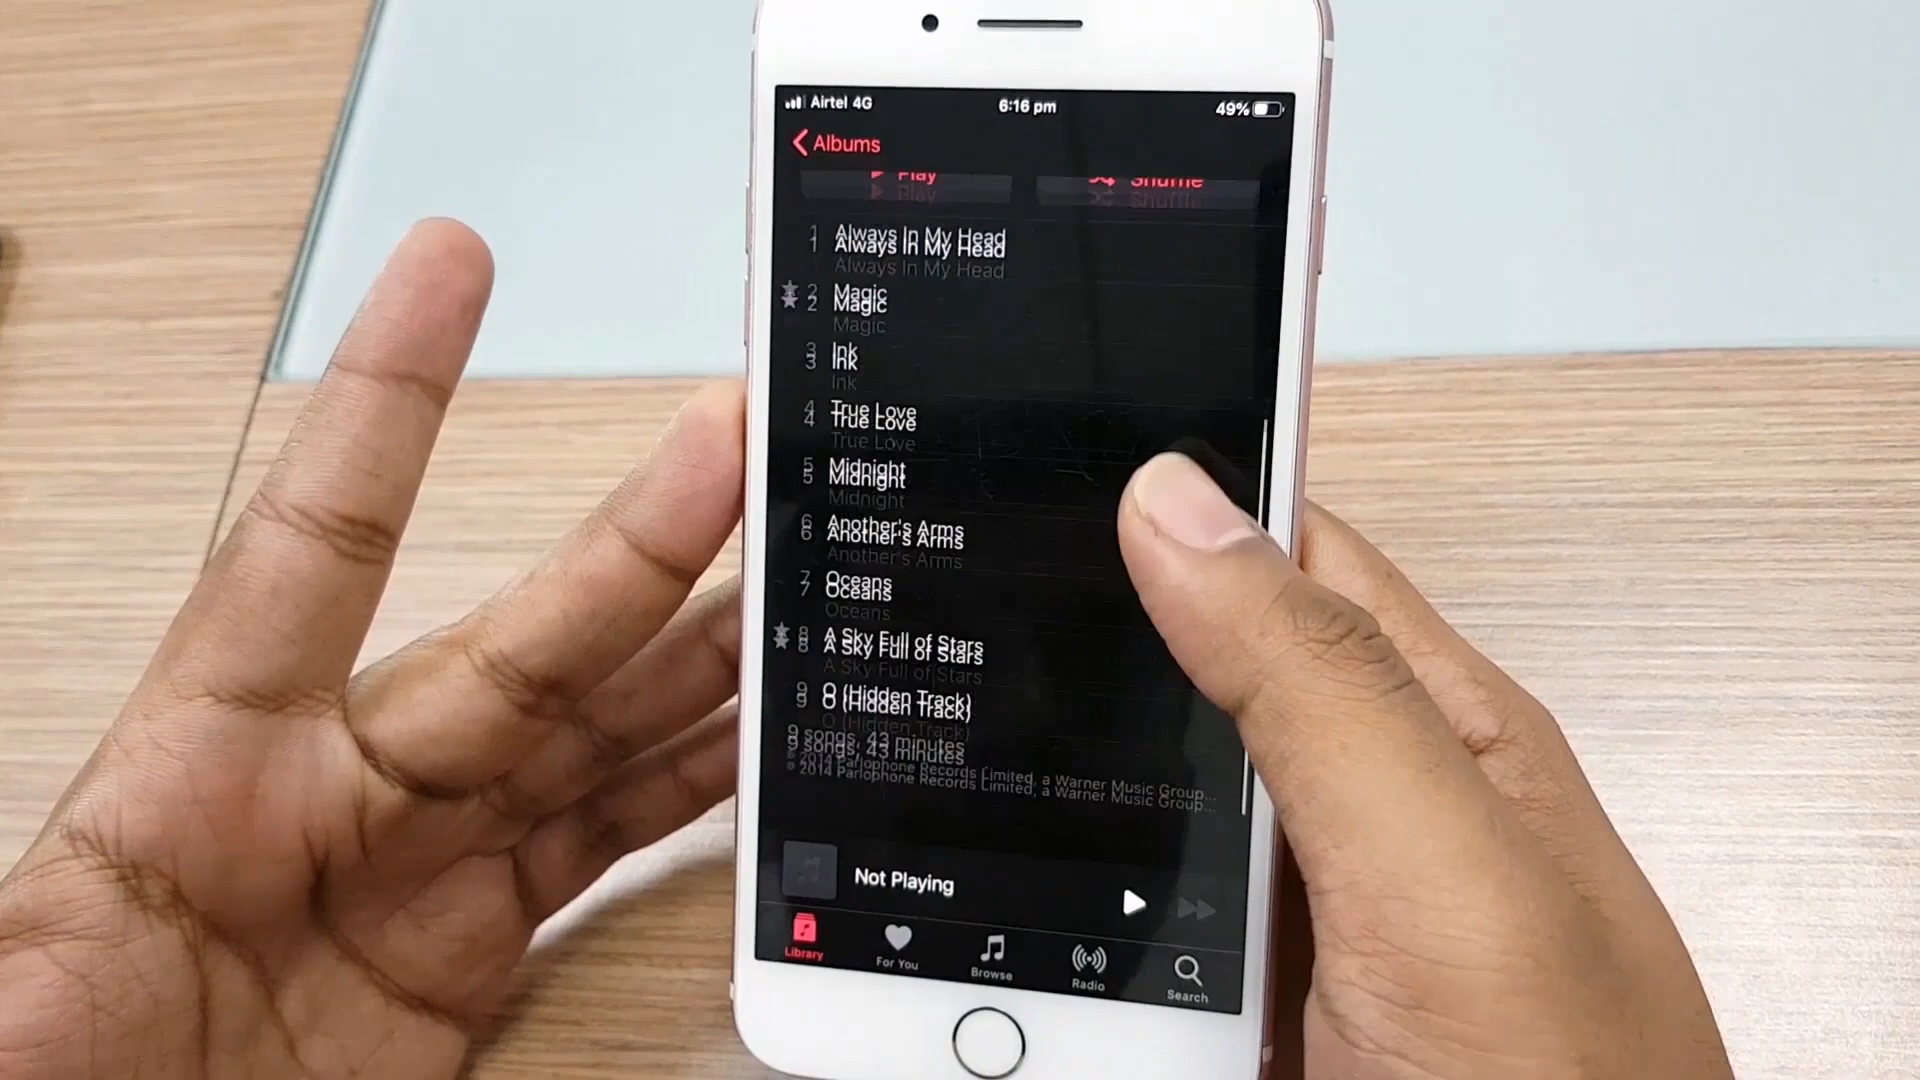 Airtel 4G 6:16 pm 49%
Albums
Play Shuffle
1 Always In My Head
2 Magic
3 Ink
4 True Love
5 Midnight
6 Another's Arms
7 Oceans
8 A Sky Full of Stars
9 O (Hidden Track)
9 songs, 43 minutes
℗ 2014 Parlophone Records Limited, a Warner Music Group...
Not Playing
Library For You Browse Radio Search